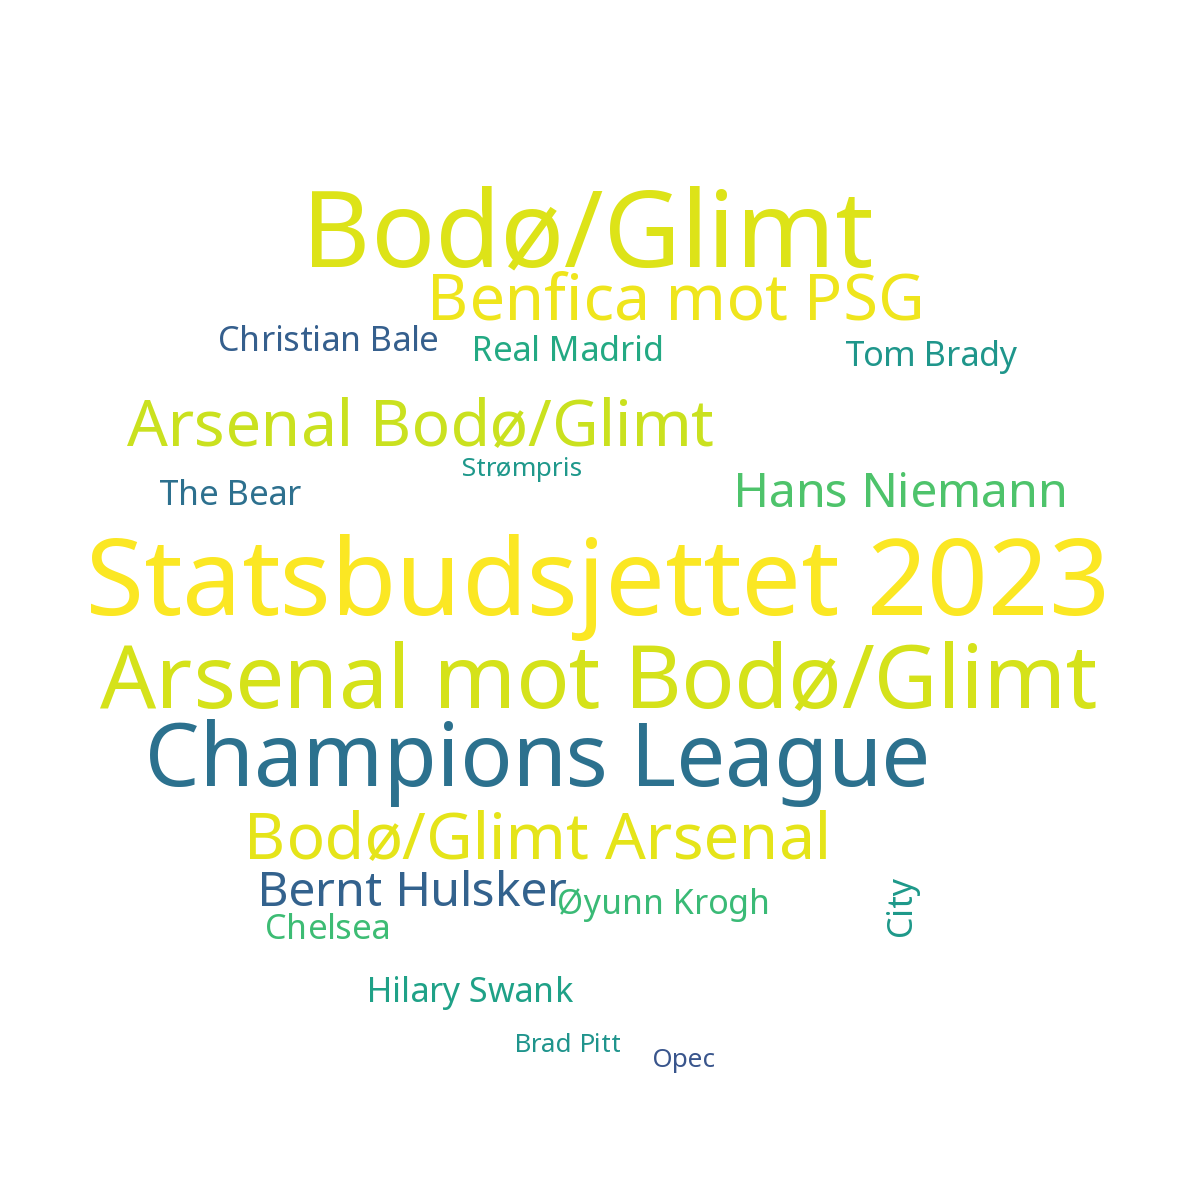 Bodø/Glimt
Benfica mot PSG
Christian Bale
Real Madrid
Tom Brady
Arsenal Bodø/Glimt
Strømpris
The Bear
Hans Niemann
Statsbudsjettet 2023
Arsenal mot Bodø/Glimt
Champions League
Bodø/Glimt Arsenal
Bernt Hulsker
Øyunn Krogh
City
Chelsea
Hilary Swank
Brad Pitt
Opec